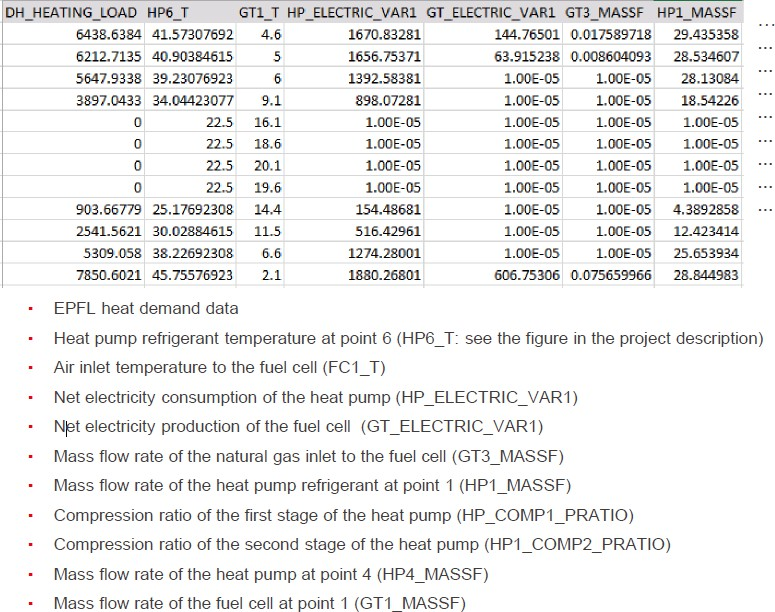 DH_HEATING_LOAD HP6_T GT1_T HP_ELECTRIC_VAR1 GT_ELECTRIC_VAR1 GT3_MASSF HP1_MASSF
6438.6384 41.57307692 4.6 1670.83281 144.76501 0.017589718 29.435358 ...
6212.7135 40.90384615 5 1656.75371 63.915238 0.008604093 28.534607 ...
5647.9338 39.23076923 6 1392.58381 1.00E-05 1.00E-05 28.13084 ...
3897.0433 34.04423077 9.1 898.07281 1.00E-05 1.00E-05 18.54226 ...
0 22.5 16.1 1.00E-05 1.00E-05 1.00E-05 1.00E-05 ...
0 22.5 18.6 1.00E-05 1.00E-05 1.00E-05 1.00E-05 ...
0 22.5 20.1 1.00E-05 1.00E-05 1.00E-05 1.00E-05 ...
0 22.5 19.6 1.00E-05 1.00E-05 1.00E-05 1.00E-05 ...
903.66779 25.17692308 14.4 154.48681 1.00E-05 1.00E-05 4.3892858 ...
2541.5621 30.02884615 11.5 516.42961 1.00E-05 1.00E-05 12.423414
5309.058 38.22692308 6.6 1274.28001 1.00E-05 1.00E-05 25.653934
7850.6021 45.75576923 2.1 1880.26801 606.75306 0.075659966 28.844983
▪ EPFL heat demand data
▪ Heat pump refrigerant temperature at point 6 (HP6_T: see the figure in the project description)
▪ Air inlet temperature to the fuel cell (FC1_T)
▪ Net electricity consumption of the heat pump (HP_ELECTRIC_VAR1)
▪ Net electricity production of the fuel cell (GT_ELECTRIC_VAR1)
▪ Mass flow rate of the natural gas inlet to the fuel cell (GT3_MASSF)
▪ Mass flow rate of the heat pump refrigerant at point 1 (HP1_MASSF)
▪ Compression ratio of the first stage of the heat pump (HP_COMP1_PRATIO)
▪ Compression ratio of the second stage of the heat pump (HP1_COMP2_PRATIO)
▪ Mass flow rate of the heat pump at point 4 (HP4_MASSF)
▪ Mass flow rate of the fuel cell at point 1 (GT1_MASSF)